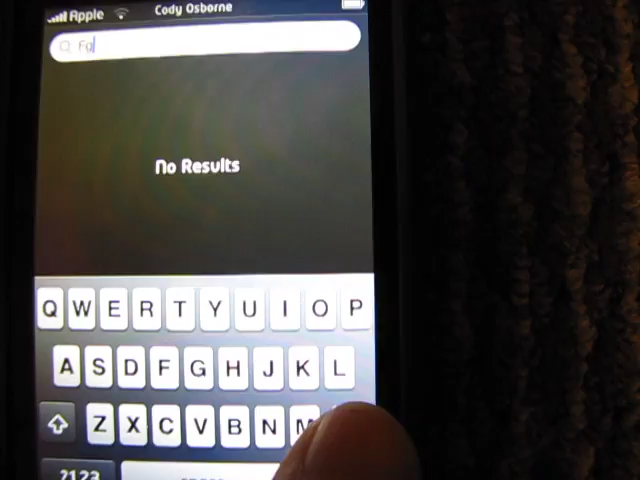 Apple Cody Osborne
Fa
No Results
Q W E R T Y U I O P
A S D F G H J K L
Z X C V B N M
?123